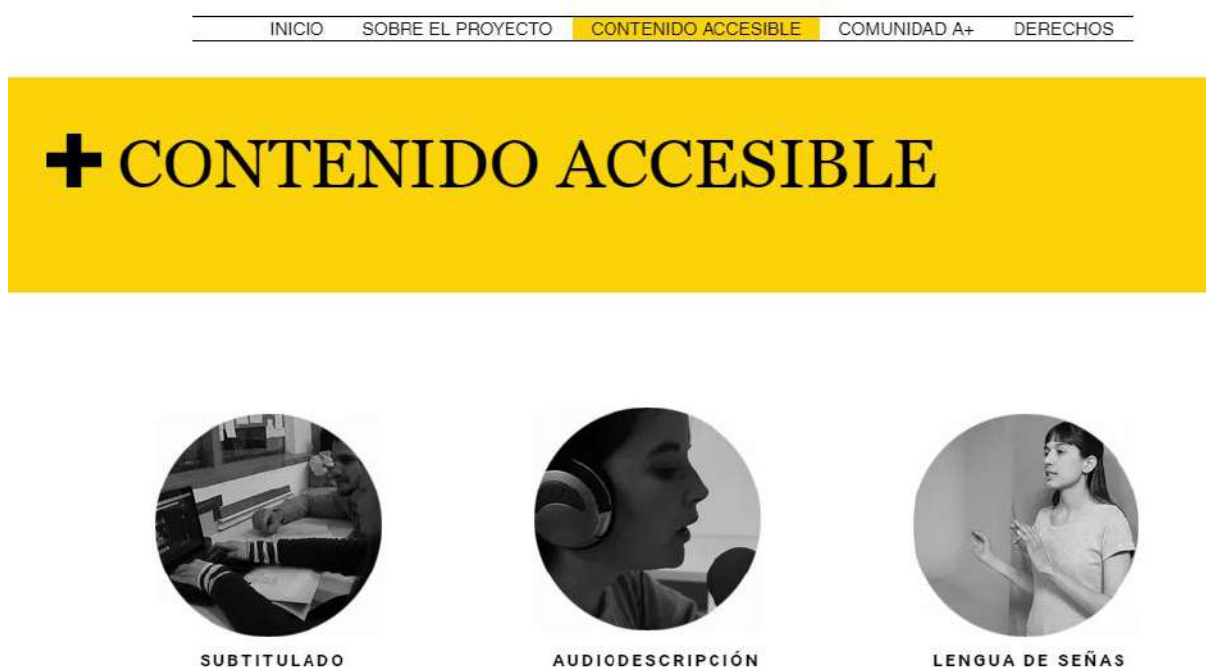 INICIO SOBRE EL PROYECTO CONTENIDO ACCESIBLE COMUNIDAD A+ DERECHOS
+ CONTENIDO ACCESIBLE
SUBTITULADO AUDIODESCRIPCIÓN LENGUA DE SEÑAS